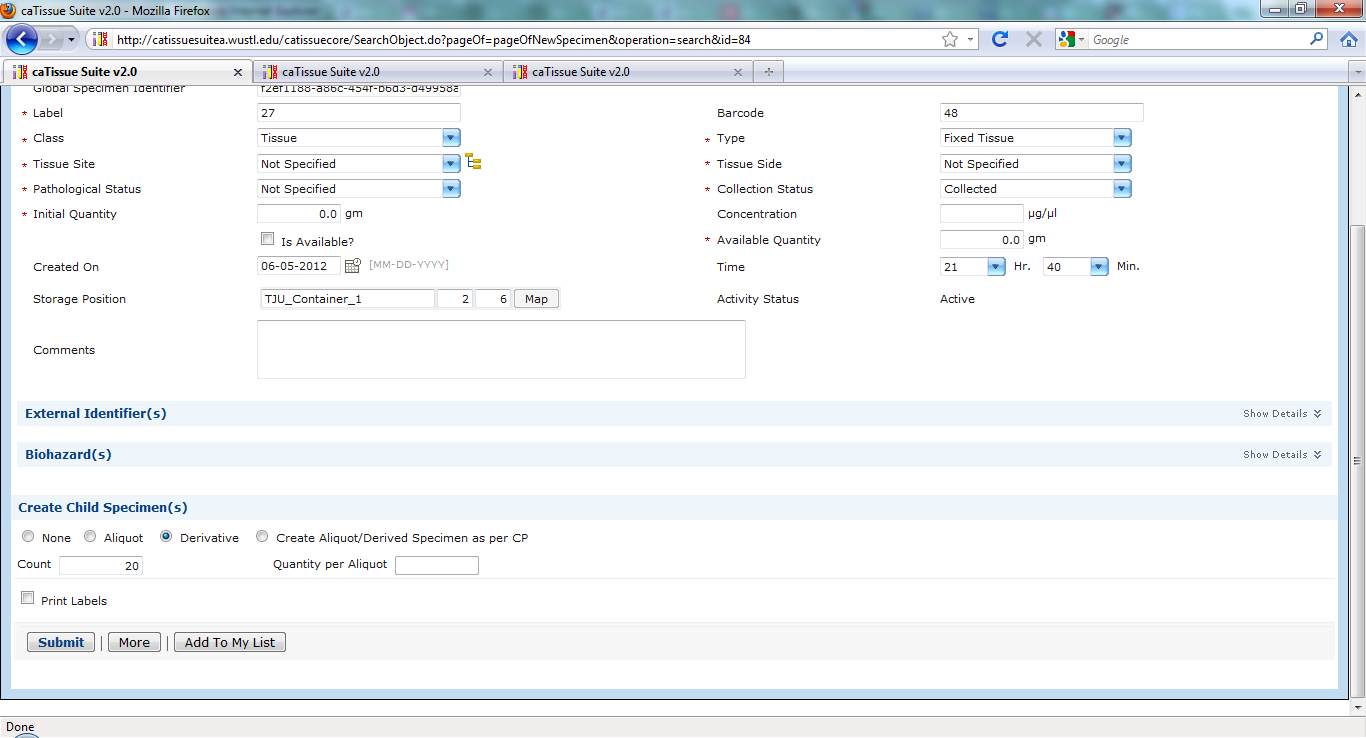 caTissue Suite v2.0 - Mozilla Firefox
http://catissuesuitea.wustl.edu/catissuecore/SearchObject.do?pageOf=pageOfNewSpecimen&operation=search&id=84
Google
caTissue Suite v2.0 caTissue Suite v2.0 caTissue Suite v2.0
Global Specimen Identifier f2ef1188-a86c-454f-b6d3-d49958a
* Label 27 Barcode 48
* Class Tissue * Type Fixed Tissue
* Tissue Site Not Specified * Tissue Side Not Specified
* Pathological Status Not Specified * Collection Status Collected
* Initial Quantity 0.0 gm Concentration µg/µl
Is Available? * Available Quantity 0.0 gm
Created On 06-05-2012 [MM-DD-YYYY] Time 21 Hr. 40 Min.
Storage Position TJU_Container_1 2 6 Map Activity Status Active
Comments
External Identifier(s) Show Details
Biohazard(s) Show Details
Create Child Specimen(s)
None Aliquot Derivative Create Aliquot/Derived Specimen as per CP
Count 20 Quantity per Aliquot
Print Labels
Submit | More | Add To My List
Done